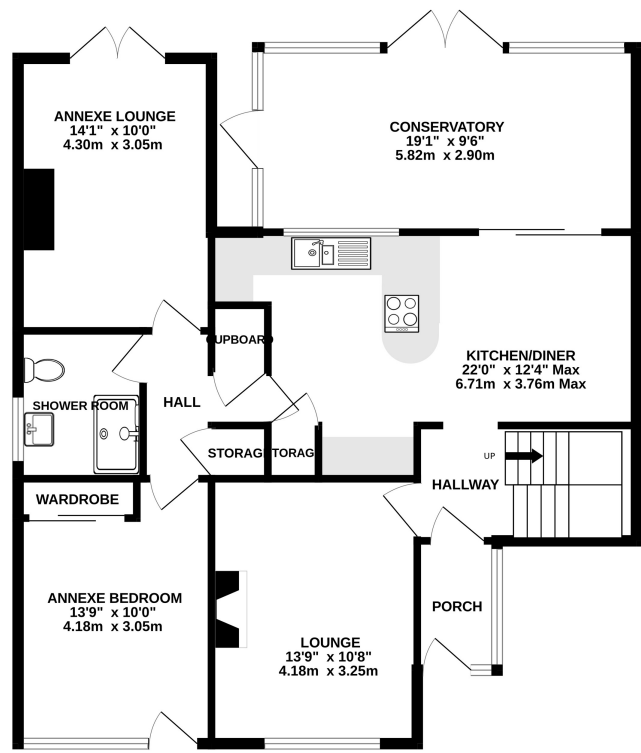 ANNEXE LOUNGE
14'1" x 10'0"
4.30m x 3.05m
CONSERVATORY
19'1" x 9'6"
5.82m x 2.90m
CUPBOARD
KITCHEN/DINER
22'0" x 12'4" Max
6.71m x 3.76m Max
SHOWER ROOM
HALL
STORAG
TORAG
UP
HALLWAY
WARDROBE
ANNEXE BEDROOM
13'9" x 10'0"
4.18m x 3.05m
PORCH
LOUNGE
13'9" x 10'8"
4.18m x 3.25m